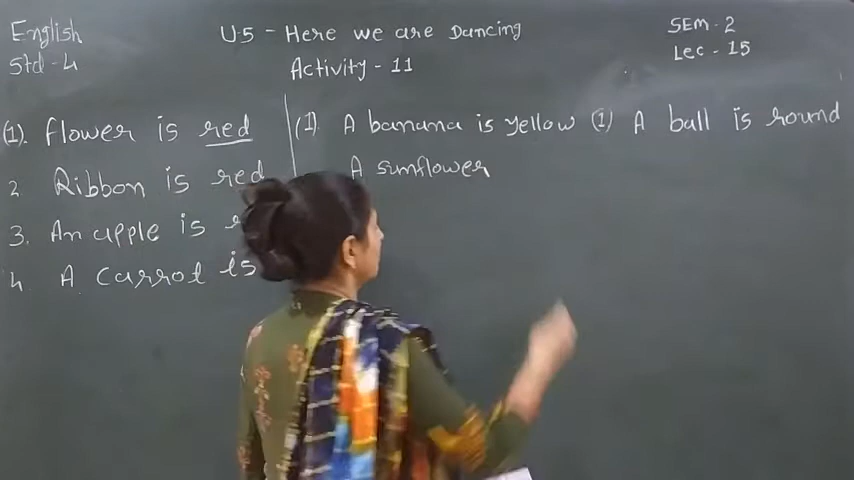 English
Std - 4
U.5 - Here we are Dancing
Activity - 11
SEM - 2
Lec - 15
(1). flower is red
2 Ribbon is red
3. An apple is
4. A carrot is
(1). A banana is yellow
A sunflower
(1) A ball is round